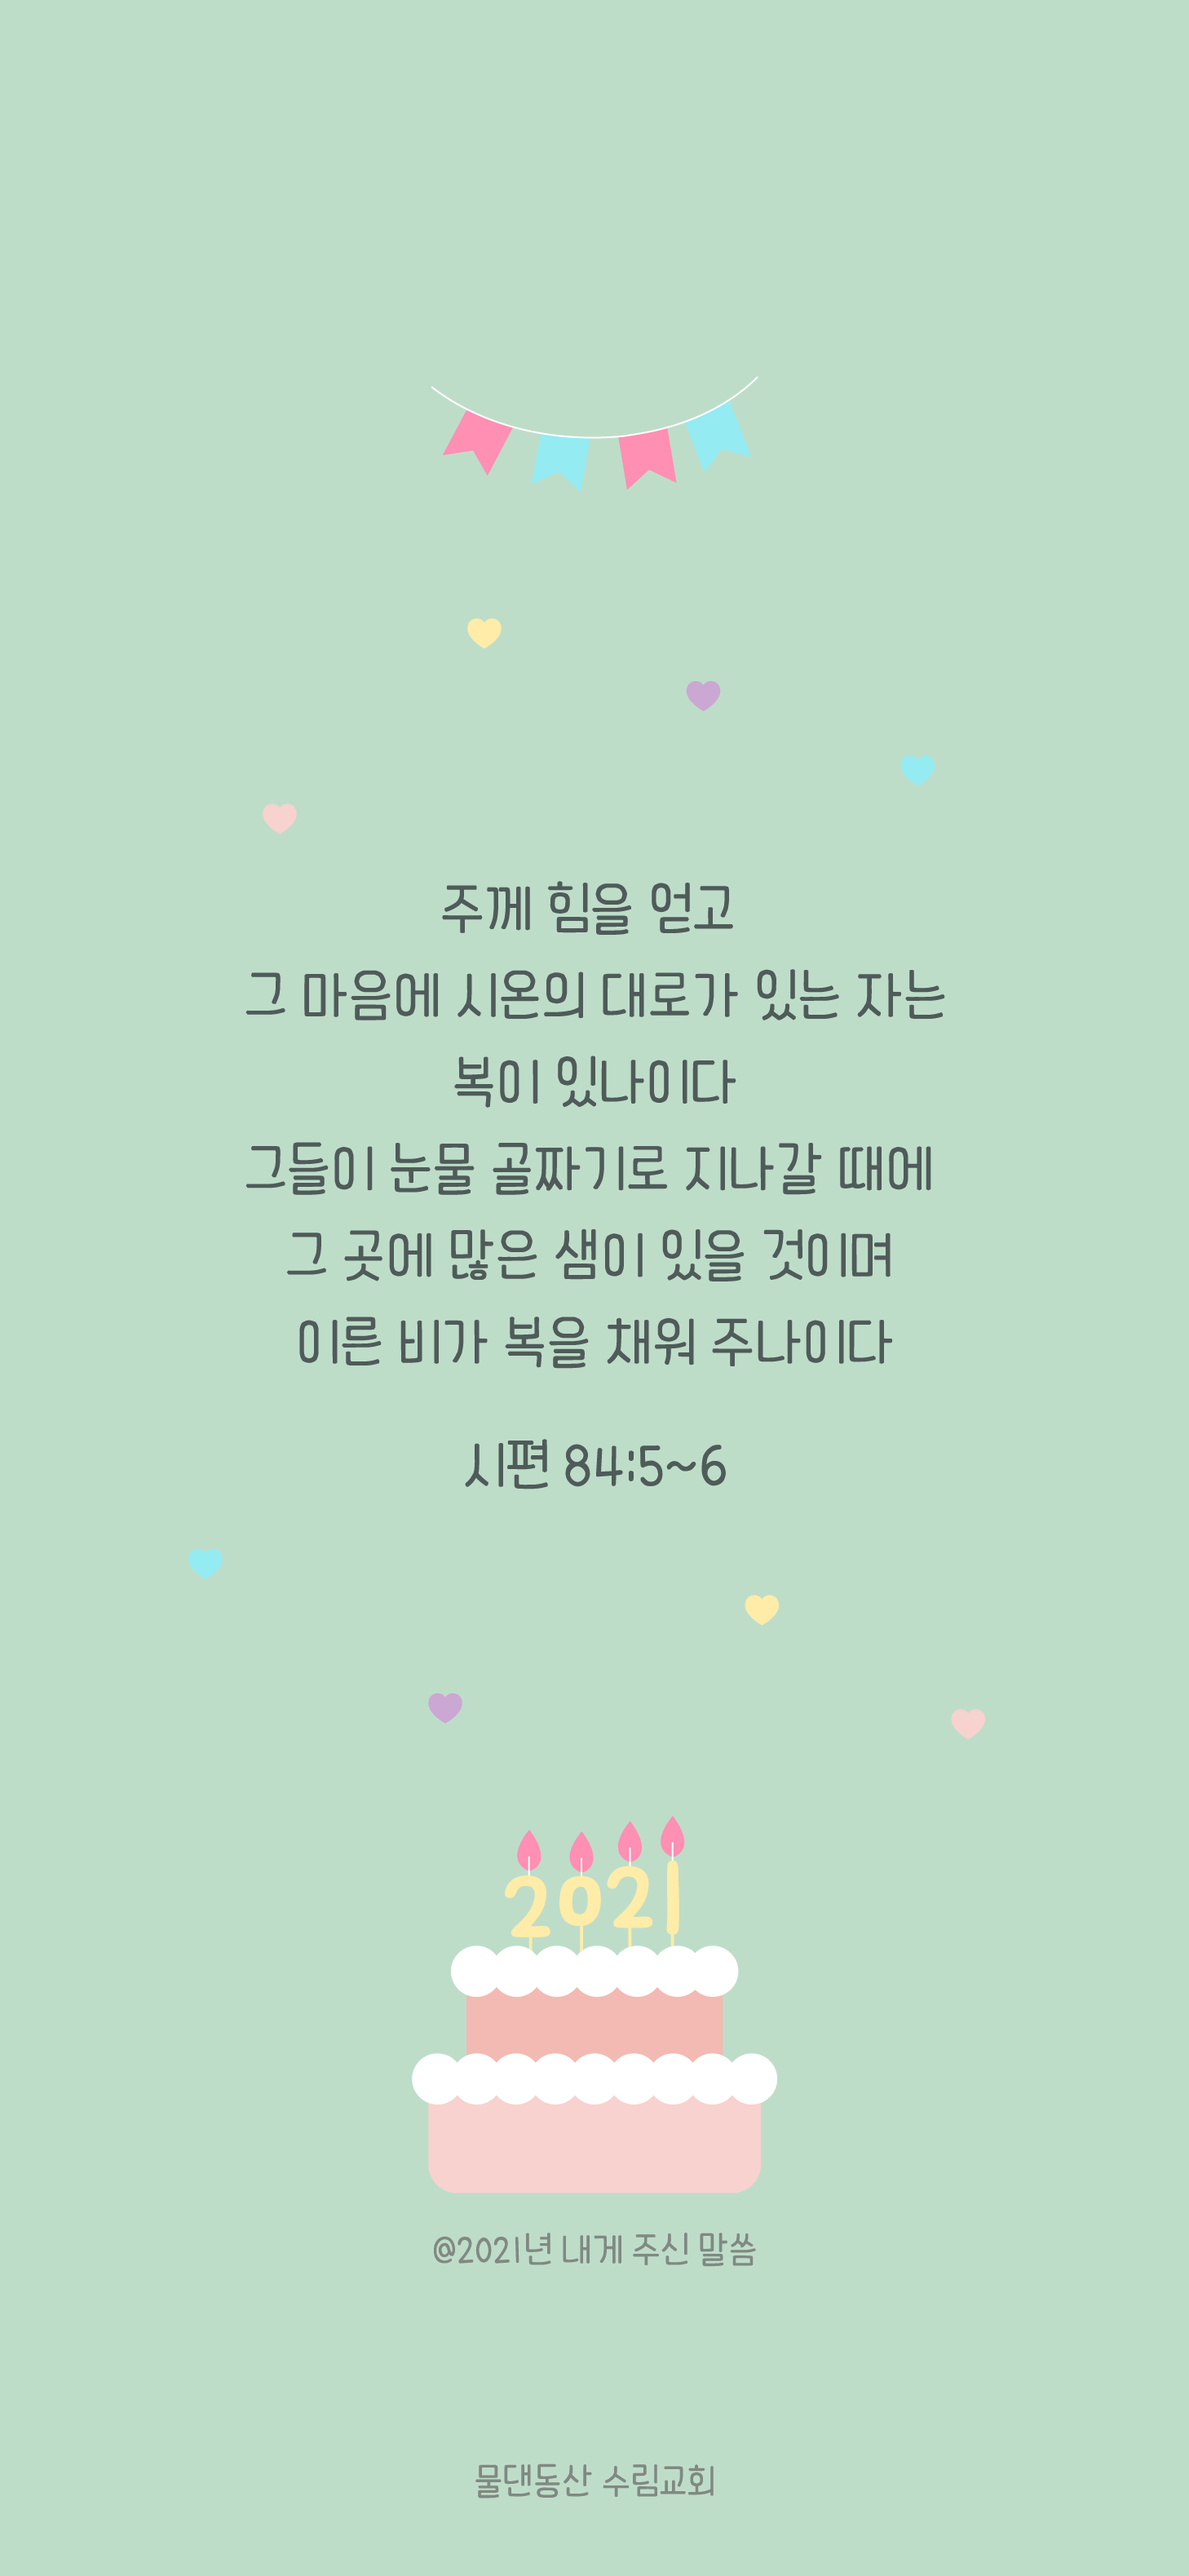 주께 힘을 얻고
그 마음에 시온의 대로가 있는 자는
복이 있나이다
그들이 눈물 골짜기로 지나갈 때에
그 곳에 많은 샘이 있을 것이며
이른 비가 복을 채워 주나이다
시편 84:5~6
2021
@2021년 내게 주신 말씀
물댄동산 수림교회